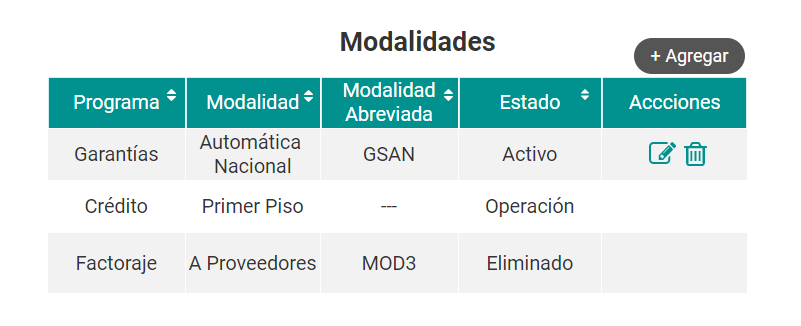 Modalidades
+ Agregar
Programa Modalidad Modalidad Abreviada Estado Accciones
Garantías Automática Nacional GSAN Activo
Crédito Primer Piso --- Operación
Factoraje A Proveedores MOD3 Eliminado